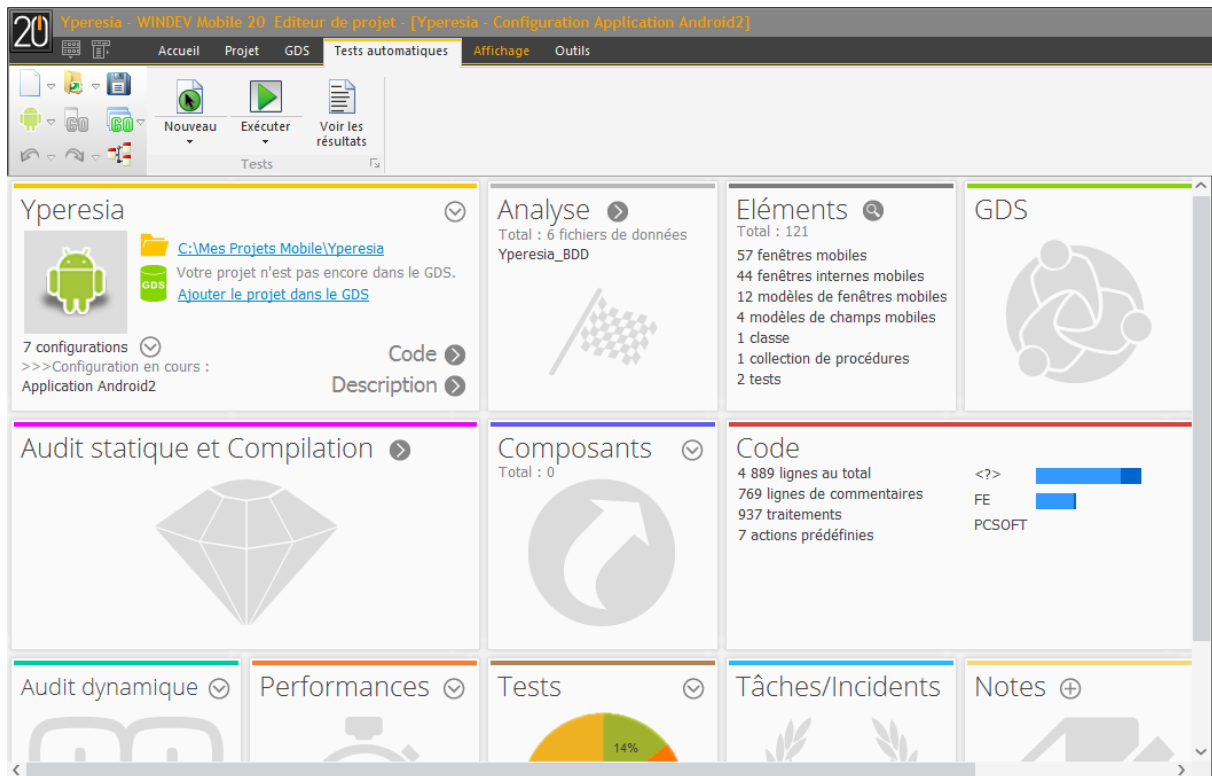 20
Yperesia - WINDEV Mobile 20 Editeur de projet - [Yperesia - Configuration Application Android2]
Accueil Projet GDS Tests automatiques Affichage Outils
GO GO
Nouveau Exécuter Voir les
résultats
Tests
Yperesia
C:\Mes Projets Mobile\Yperesia
GDS
Votre projet n'est pas encore dans le GDS.
Ajouter le projet dans le GDS
7 configurations
>>>Configuration en cours :
Application Android2
Code
Description
Analyse
Total : 6 fichiers de données
Yperesia_BDD
Eléments
Total : 121
57 fenêtres mobiles
44 fenêtres internes mobiles
12 modèles de fenêtres mobiles
4 modèles de champs mobiles
1 classe
1 collection de procédures
2 tests
GDS
Audit statique et Compilation
Composants
Total : 0
Code
4 889 lignes au total
769 lignes de commentaires
937 traitements
7 actions prédéfinies
<?>
FE
PCSOFT
Audit dynamique
Performances
Tests
14%
Tâches/Incidents
Notes